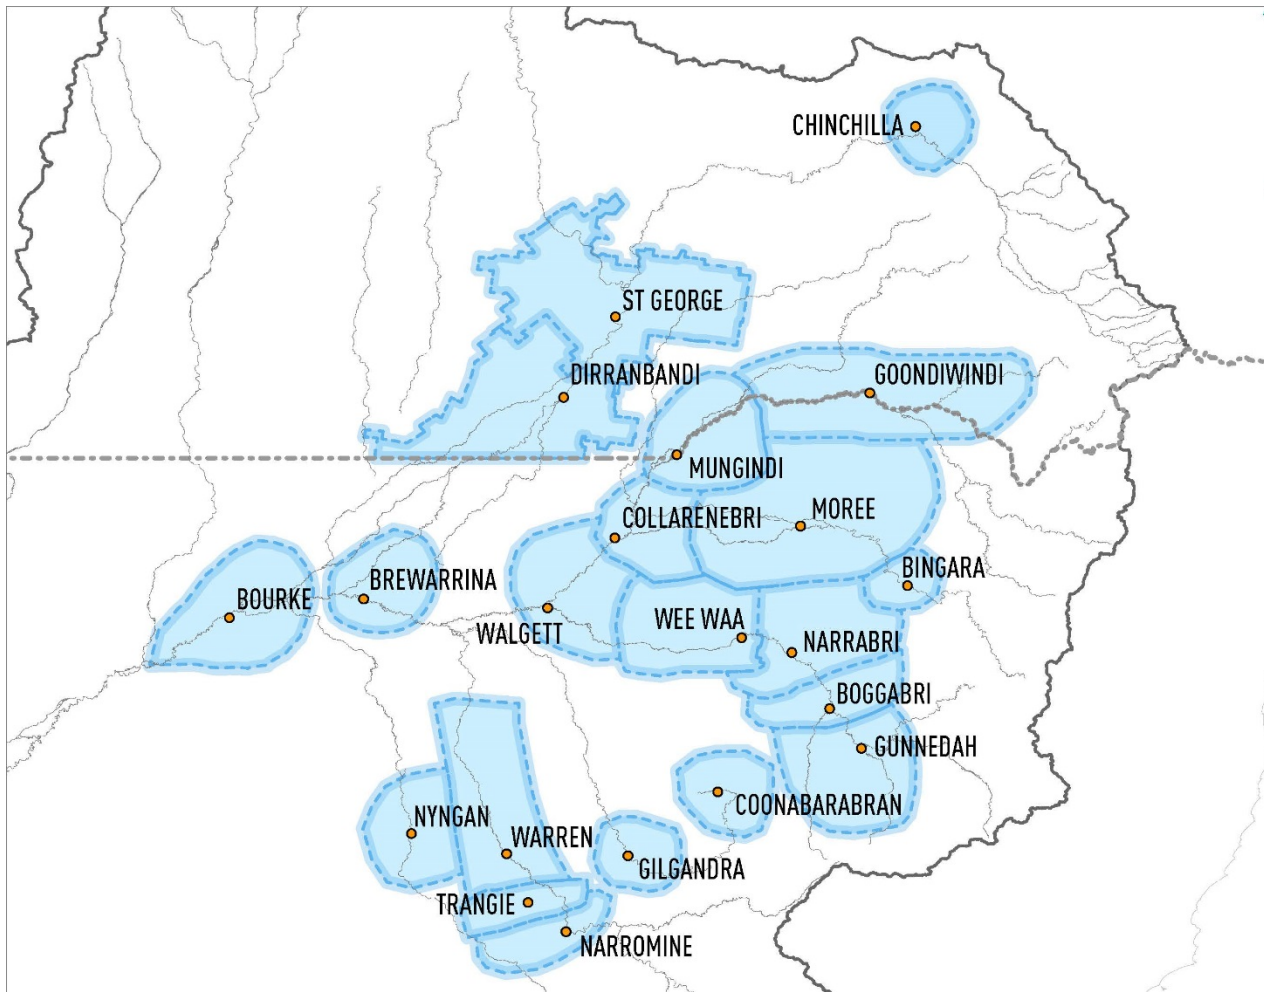 CHINCHILLA
ST GEORGE
DIRRANBANDI
GOONDIWINDI
MUNGINDI
COLLARENEBRI
MOREE
BINGARA
BREWARRINA
BOURKE
WALGETT
WEE WAA
NARRABRI
BOGGABRI
GUNNEDAH
COONABARABRAN
NYNGAN
WARREN
GILGANDRA
TRANGIE
NARROMINE